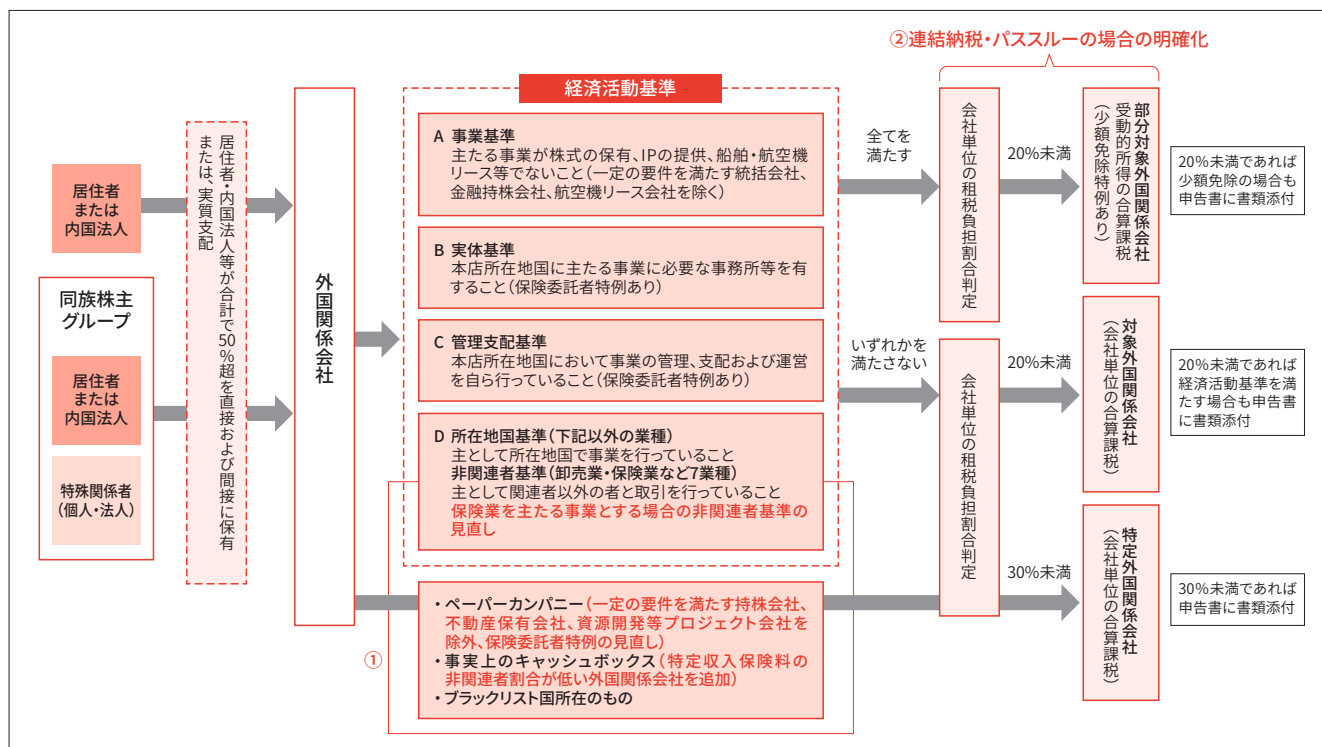 ②連結納税・パススルーの場合の明確化
居住者
または
内国法人
同族株主
グループ
居住者
または
内国法人
特殊関係者
(個人・法人)
居住者・内国法人等が合計で50%超を直接および間接に保有
または、実質支配
外国関係会社
経済活動基準
A 事業基準
主たる事業が株式の保有、IPの提供、船舶・航空機
リース等でないこと(一定の要件を満たす統括会社、
金融持株会社、航空機リース会社を除く)
B 実体基準
本店所在地国に主たる事業に必要な事務所等を有
すること(保険委託者特例あり)
C 管理支配基準
本店所在地国において事業の管理、支配および運営
を自ら行っていること(保険委託者特例あり)
D 所在地国基準(下記以外の業種)
主として所在地国で事業を行っていること
非関連者基準(卸売業・保険業など7業種)
主として関連者以外の者と取引を行っていること
保険業を主たる事業とする場合の非関連者基準の
見直し
①
・ペーパーカンパニー(一定の要件を満たす持株会社、
不動産保有会社、資源開発等プロジェクト会社を
除外、保険委託者特例の見直し)
・事実上のキャッシュボックス(特定収入保険料の
非関連者割合が低い外国関係会社を追加)
・ブラックリスト国所在のもの
全てを
満たす
いずれかを
満たさない
会社単位の租税負担割合判定
会社単位の租税負担割合判定
20%未満
部分対象外国関係会社
受動的所得の合算課税
(少額免除特例あり)
20%未満であれば
少額免除の場合も
申告書に書類添付
20%未満
対象外国関係会社
(会社単位の合算課税)
20%未満であれば
経済活動基準を満
たす場合も申告書
に書類添付
30%未満
特定外国関係会社
(会社単位の合算課税)
30%未満であれば
申告書に書類添付